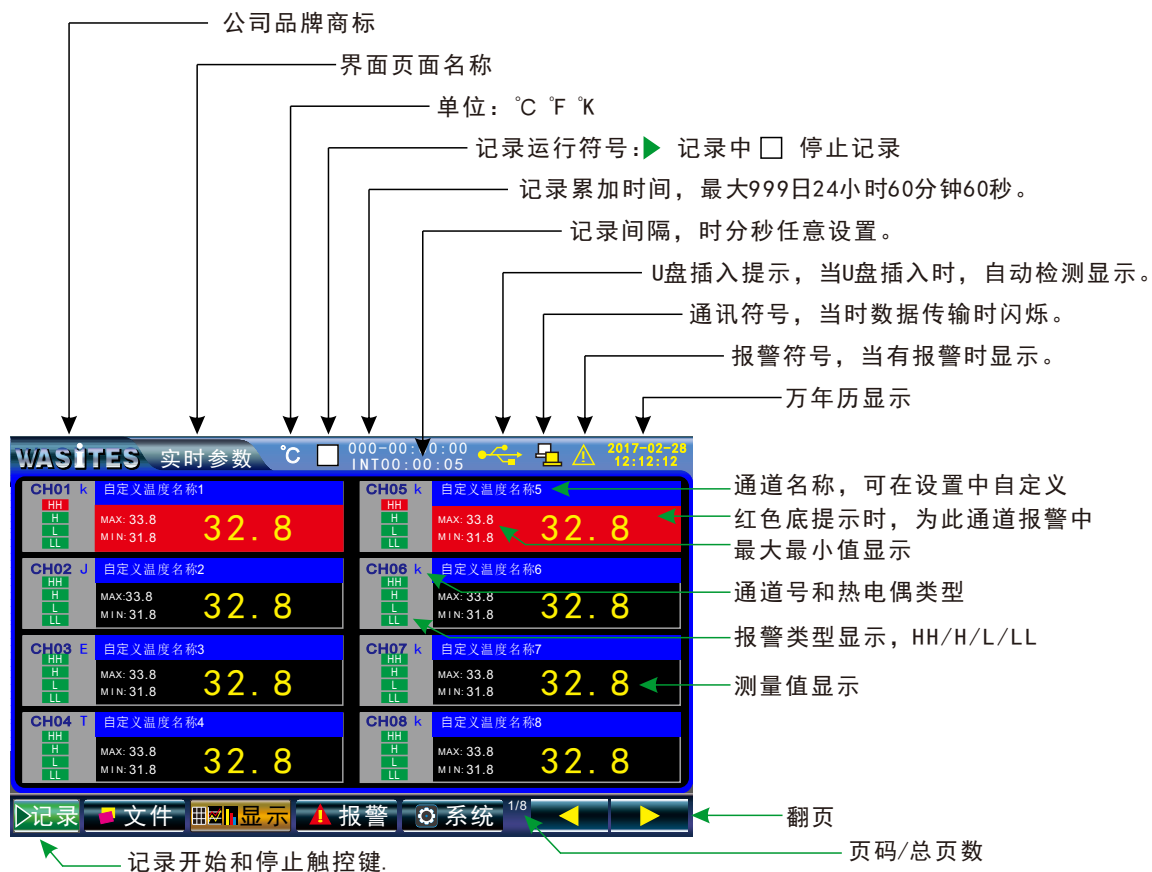 公司品牌商标
界面页面名称
单位: ℃ ℉ °K
记录运行符号: 记录中 停止记录
记录累加时间，最大999日24小时60分钟60秒。
记录间隔，时分秒任意设置。
U盘插入提示，当U盘插入时，自动检测显示。
通讯符号，当时数据传输时闪烁。
报警符号，当有报警时显示。
万年历显示
WASiTES 实时参数 ℃ 000-00:00:00 2017-02-28
INT00:00:05 12:12:12
CH01 k 自定义温度名称1
HH
H MAX: 33.8
L MIN: 31.8
LL
32.8
CH05 k 自定义温度名称5
HH
H MAX: 33.8
L MIN: 31.8
LL
32.8
CH02 J 自定义温度名称2
HH
H MAX:33.8
L MIN: 31.8
LL
32.8
CH06 k 自定义温度名称6
HH
H MAX: 33.8
L MIN: 31.8
LL
32.8
CH03 E 自定义温度名称3
HH
H MAX: 33.8
L MIN: 31.8
LL
32.8
CH07 k 自定义温度名称7
HH
H MAX: 33.8
L MIN: 31.8
LL
32.8
CH04 T 自定义温度名称4
HH
H MAX: 33.8
L MIN: 31.8
LL
32.8
CH08 k 自定义温度名称8
HH
H MAX: 33.8
L MIN: 31.8
LL
32.8
通道名称，可在设置中自定义
红色底提示时，为此通道报警中
最大最小值显示
通道号和热电偶类型
报警类型显示，HH/H/L/LL
测量值显示
记录 文件 显示 报警 系统 1/8
翻页
页码/总页数
记录开始和停止触控键.